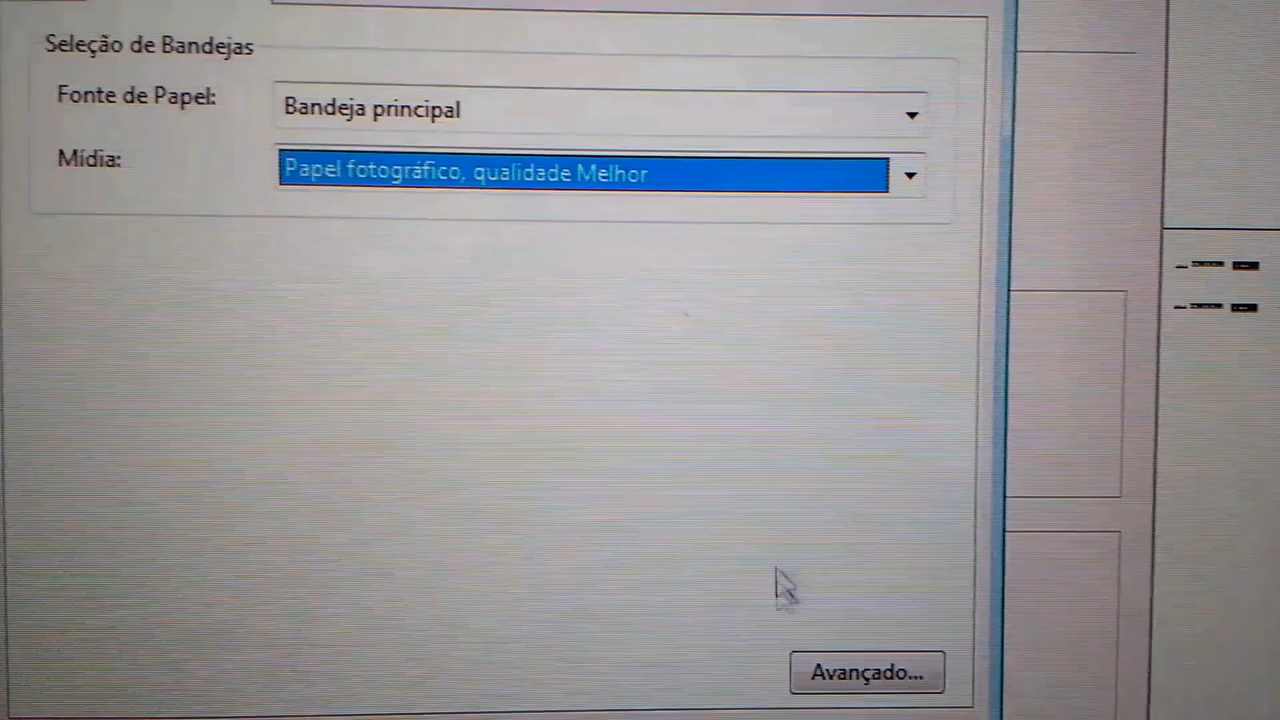 Seleção de Bandejas
Fonte de Papel:
Bandeja principal
Mídia:
Papel fotográfico, qualidade Melhor
Avançado...